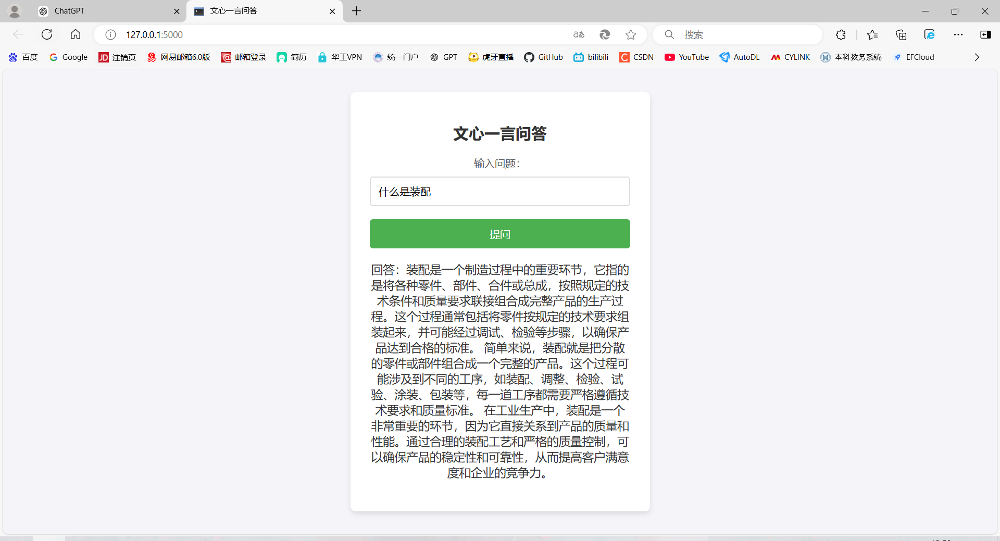 ChatGPT
文心一言问答
127.0.0.1:5000
aあ
搜索
百度
Google
JD 注销页
网易邮箱6.0版
邮箱登录
简历
华工VPN
统一门户
GPT
虎牙直播
GitHub
bilibili
CSDN
YouTube
AutoDL
CYLINK
本科教务系统
EFCloud
文心一言问答
输入问题：
什么是装配
提问
回答：装配是一个制造过程中的重要环节，它指的
是将各种零件、部件、合件或总成，按照规定的技
术条件和质量要求联接组合成完整产品的生产过
程。这个过程通常包括将零件按规定的技术要求组
装起来，并可能经过调试、检验等步骤，以确保产
品达到合格的标准。 简单来说，装配就是把分散
的零件或部件组合成一个完整的产品。这个过程可
能涉及到不同的工序，如装配、调整、检验、试
验、涂装、包装等，每一道工序都需要严格遵循技
术要求和质量标准。 在工业生产中，装配是一个
非常重要的环节，因为它直接关系到产品的质量和
性能。通过合理的装配工艺和严格的质量控制，可
以确保产品的稳定性和可靠性，从而提高客户满意
度和企业的竞争力。